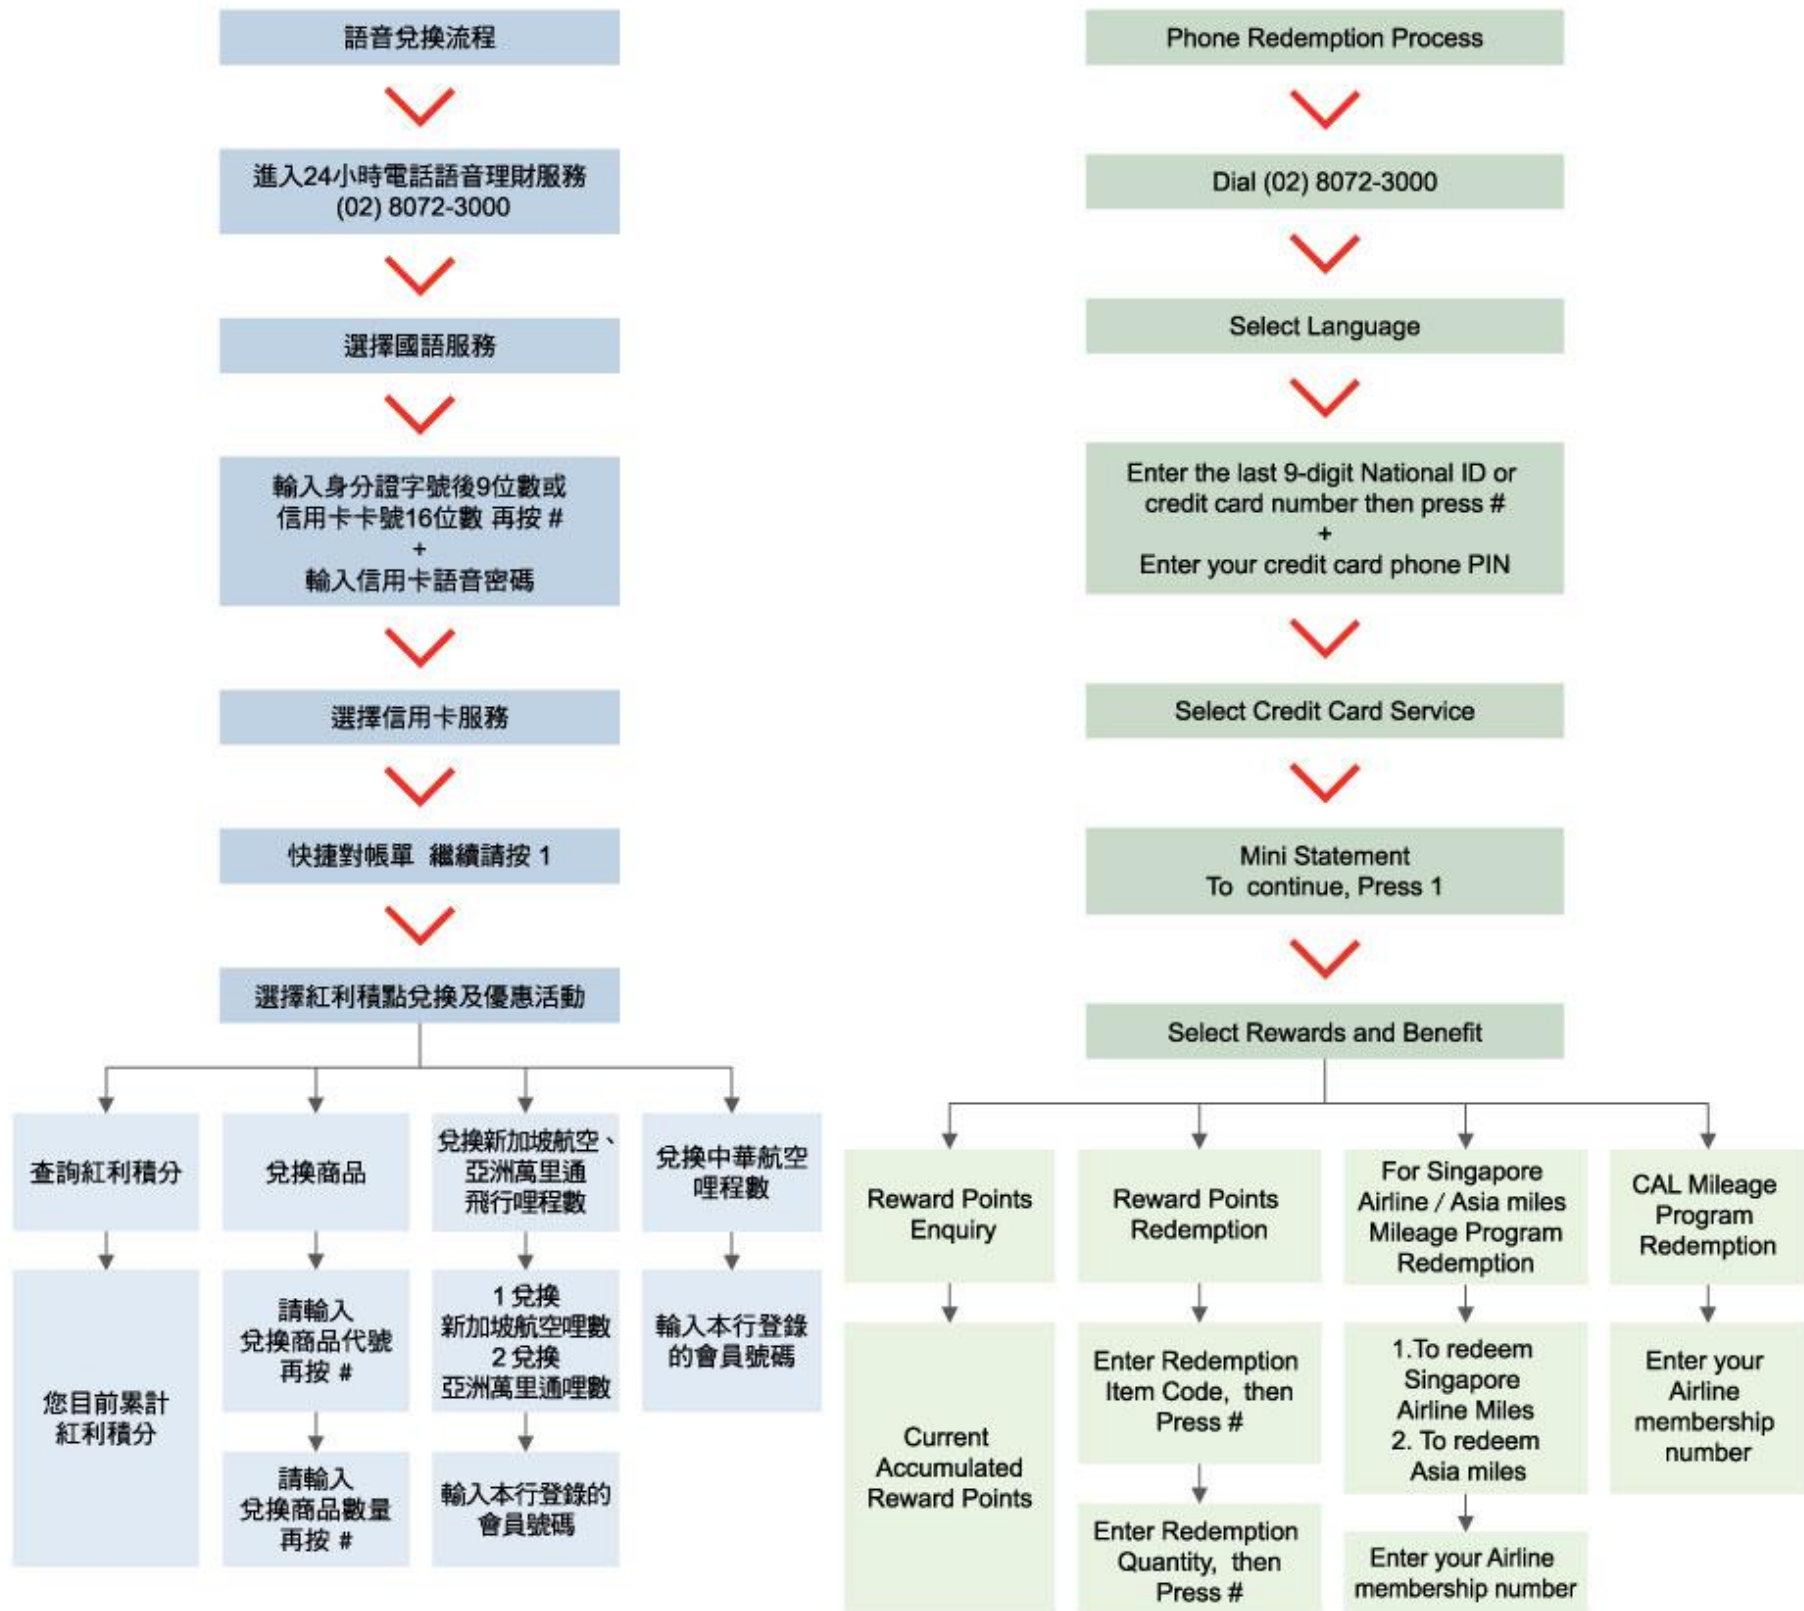 語音兌換流程
進入24小時電話語音理財服務
(02) 8072-3000
選擇國語服務
輸入身分證字號後9位數或
信用卡卡號16位數 再按 #
+
輸入信用卡語音密碼
選擇信用卡服務
快捷對帳單 繼續請按 1
選擇紅利積點兌換及優惠活動
查詢紅利積分
您目前累計
紅利積分
兌換商品
請輸入
兌換商品代號
再按 #
請輸入
兌換商品數量
再按 #
兌換新加坡航空、
亞洲萬里通
飛行哩程數
1 兌換
新加坡航空哩數
2 兌換
亞洲萬里通哩數
輸入本行登錄的
會員號碼
兌換中華航空
哩程數
輸入本行登錄
的會員號碼
Phone Redemption Process
Dial (02) 8072-3000
Select Language
Enter the last 9-digit National ID or
credit card number then press #
+
Enter your credit card phone PIN
Select Credit Card Service
Mini Statement
To continue, Press 1
Select Rewards and Benefit
Reward Points
Enquiry
Current
Accumulated
Reward Points
Reward Points
Redemption
Enter Redemption
Item Code, then
Press #
Enter Redemption
Quantity, then
Press #
For Singapore
Airline / Asia miles
Mileage Program
Redemption
1.To redeem
Singapore
Airline Miles
2. To redeem
Asia miles
Enter your Airline
membership number
CAL Mileage
Program
Redemption
Enter your
Airline
membership
number